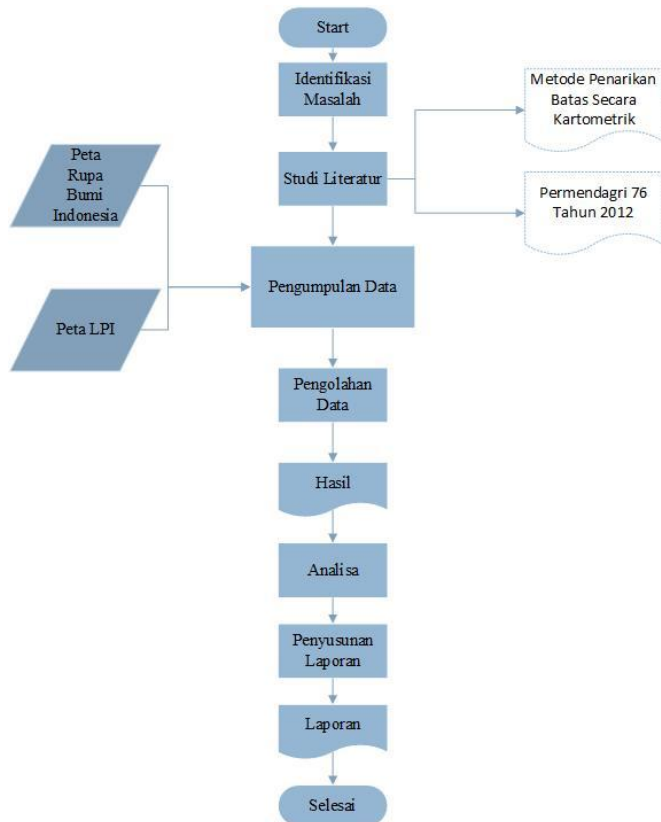 Start
Identifikasi
Masalah
Metode Penarikan
Batas Secara
Kartometrik
Studi Literatur
Permendagri 76
Tahun 2012
Peta
Rupa
Bumi
Indonesia
Peta LPI
Pengumpulan Data
Pengolahan
Data
Hasil
Analisa
Penyusunan
Laporan
Laporan
Selesai